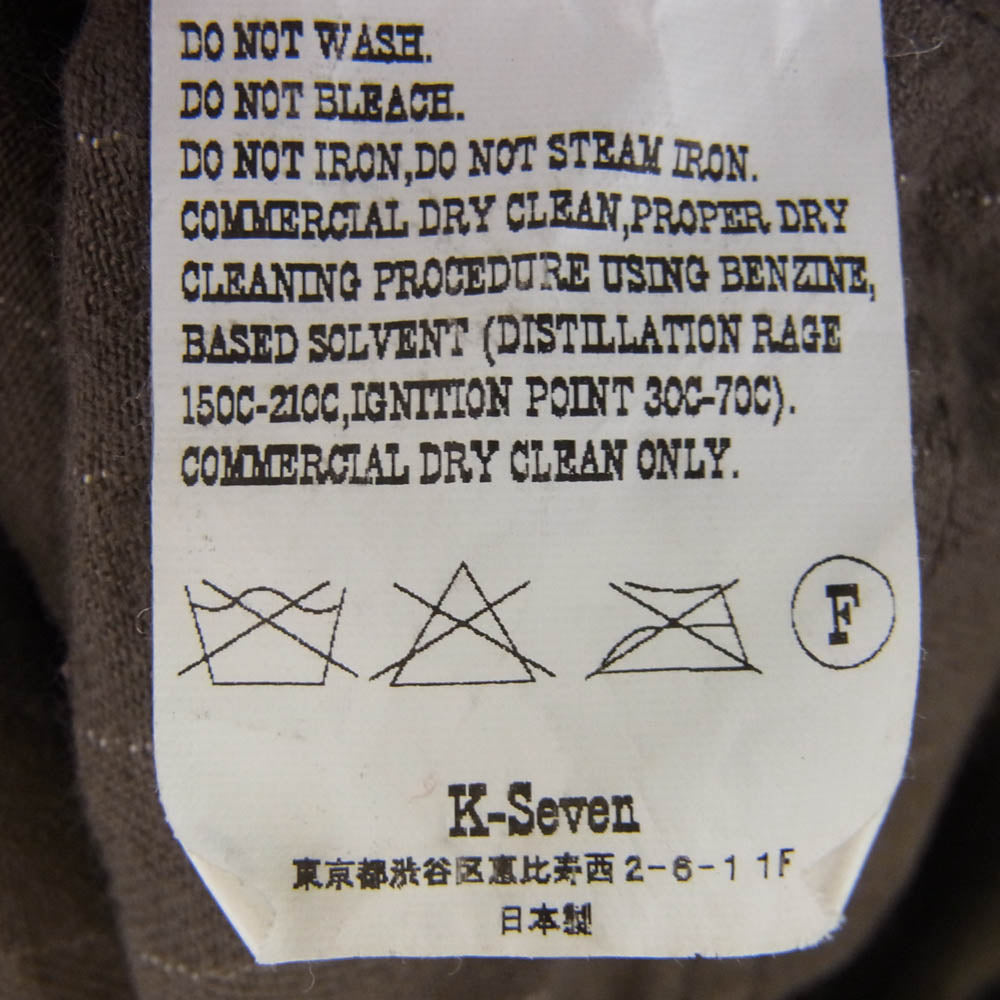 DO NOT WASH.
DO NOT BLEACH.
DO NOT IRON,DO NOT STEAM IRON.
COMMERCIAL DRY CLEAN,PROPER DRY
CLEANING PROCEDURE USING BENZINE,
BASED SOLVENT (DISTILLATION RAGE
150C-210C,IGNITION POINT 30C-70C).
COMMERCIAL DRY CLEAN ONLY.
F
K-Seven
東京都渋谷区恵比寿西2-6-1 1F
日本製